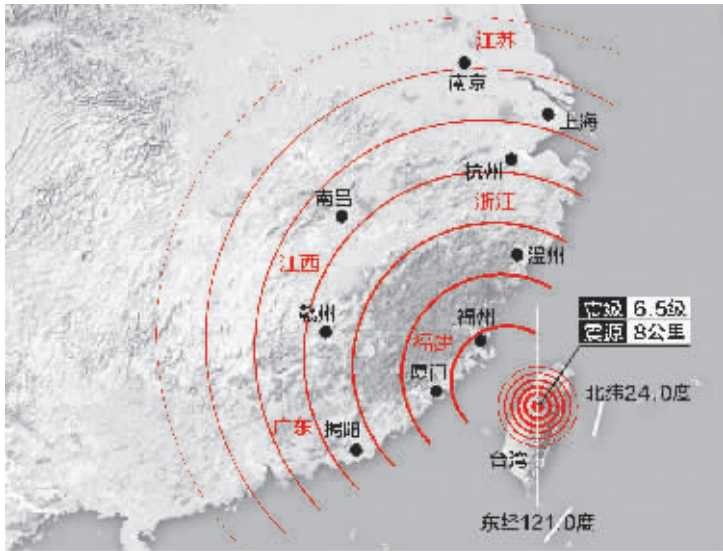 江苏
南京
上海
杭州
南昌
浙江
江西
温州
震级 6.5级
赣州
福州
震源 8公里
福建
厦门
北纬24.0度
广东
揭阳
台湾
东经121.0度